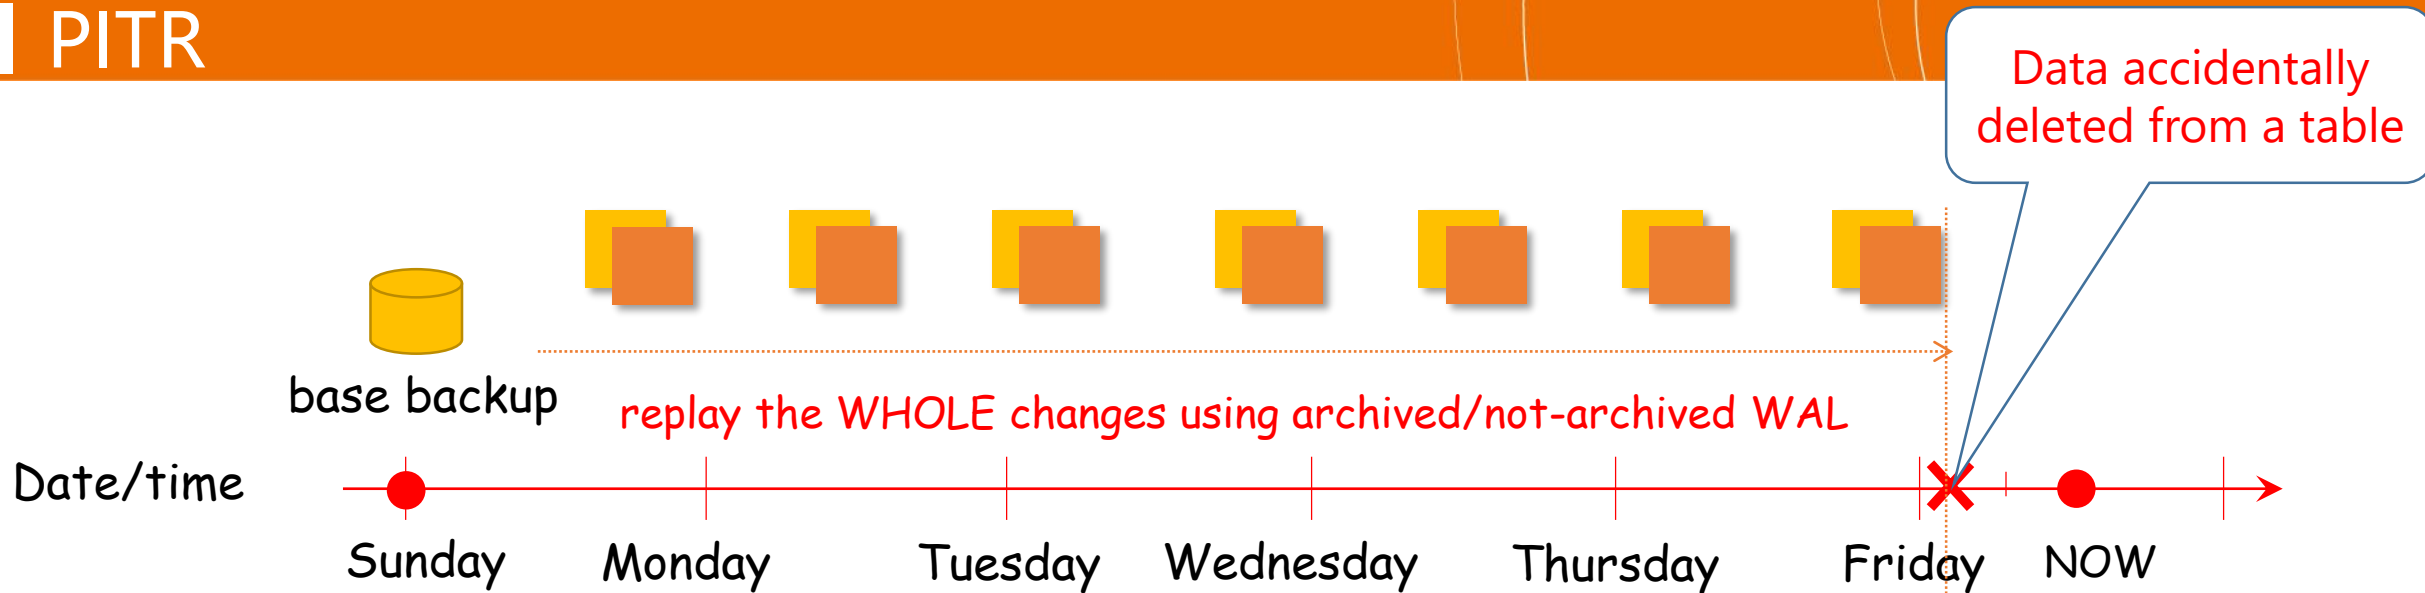 PITR
Data accidentally
deleted from a table
base backup
replay the WHOLE changes using archived/not-archived WAL
Date/time
Sunday
Monday
Tuesday
Wednesday
Thursday
Friday
NOW